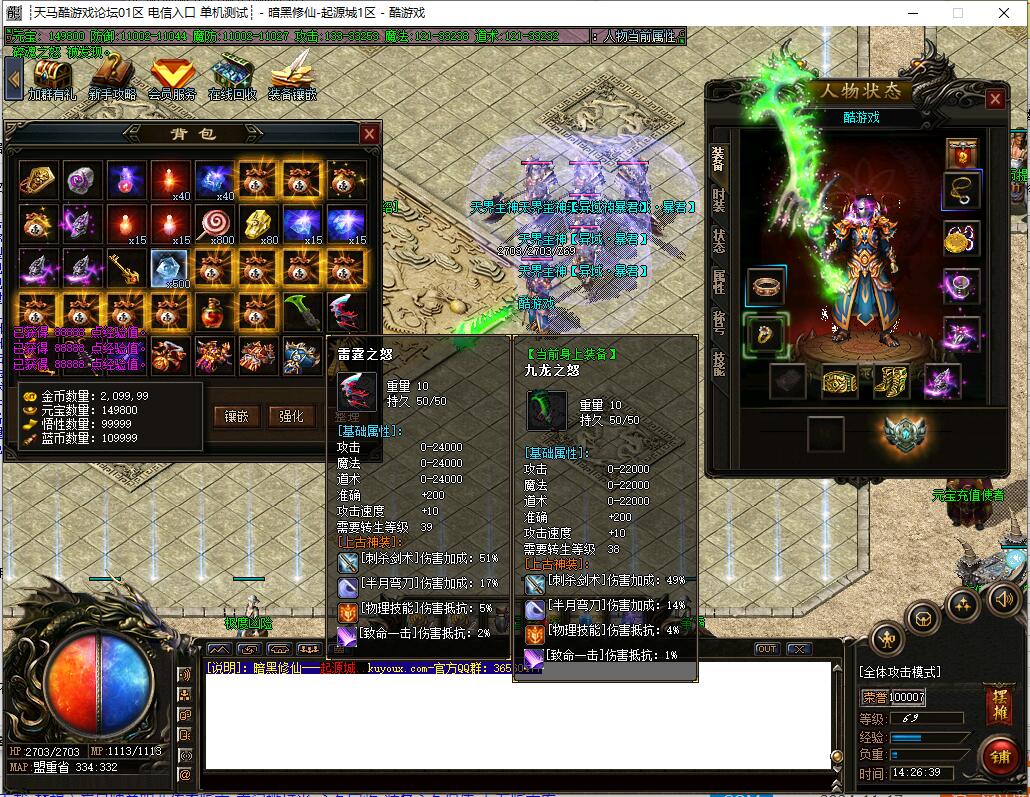 天马酷游戏论坛01区 电信入口 单机测试 - 暗黑修仙-起源城1区 - 酷游戏
元宝: 149800 防御:11002-11044 魔防:11002-11027
: 人物当前属性
加群有礼 新手攻略 会员服务 在线回收 装备镶嵌
背包
x40 x40
x15 x15 x800 x80 x15 x15
x500
已获得 88888 点经验值。
已获得 88888 点经验值。
已获得 88888 点经验值。
金币数量: 2,099,99
元宝数量: 149800
悟性数量: 99999
蓝币数量: 109999
镶嵌 强化
天界主神【异域·暴君】
2703/2703/Z69
天界主神【异域·暴君】
酷游戏
雷霆之怒
重量 10
持久 50/50
整理
[基础属性]:
攻击 0-24000
魔法 0-24000
道术 0-24000
准确 +200
攻击速度 +10
需要转生等级 39
[上古神装]:
[刺杀剑术]伤害加成: 51%
[半月弯刀]伤害加成: 17%
[物理技能]伤害抵抗: 5%
[致命一击]伤害抵抗: 2%
【当前身上装备】
九龙之怒
重量 10
持久 50/50
[基础属性]:
攻击 0-22000
魔法 0-22000
道术 0-22000
准确 +200
攻击速度 +10
需要转生等级 38
[上古神装]:
[刺杀剑术]伤害加成: 49%
[半月弯刀]伤害加成: 14%
[物理技能]伤害抵抗: 4%
[致命一击]伤害抵抗: 1%
人物状态
酷游戏
装备
时装
状态
属性
称号
技能
元宝充值使者
OUT
[说明]: 暗黑修仙——起源城. kuyoux.com-官方QQ群: 365
HP 2703/2703 MP 1113/1113
MAP 盟重省 334:332
[全体攻击模式]
荣誉 100007
等级: 69
经验:
负重:
时间: 14:26:39
摆摊
铺